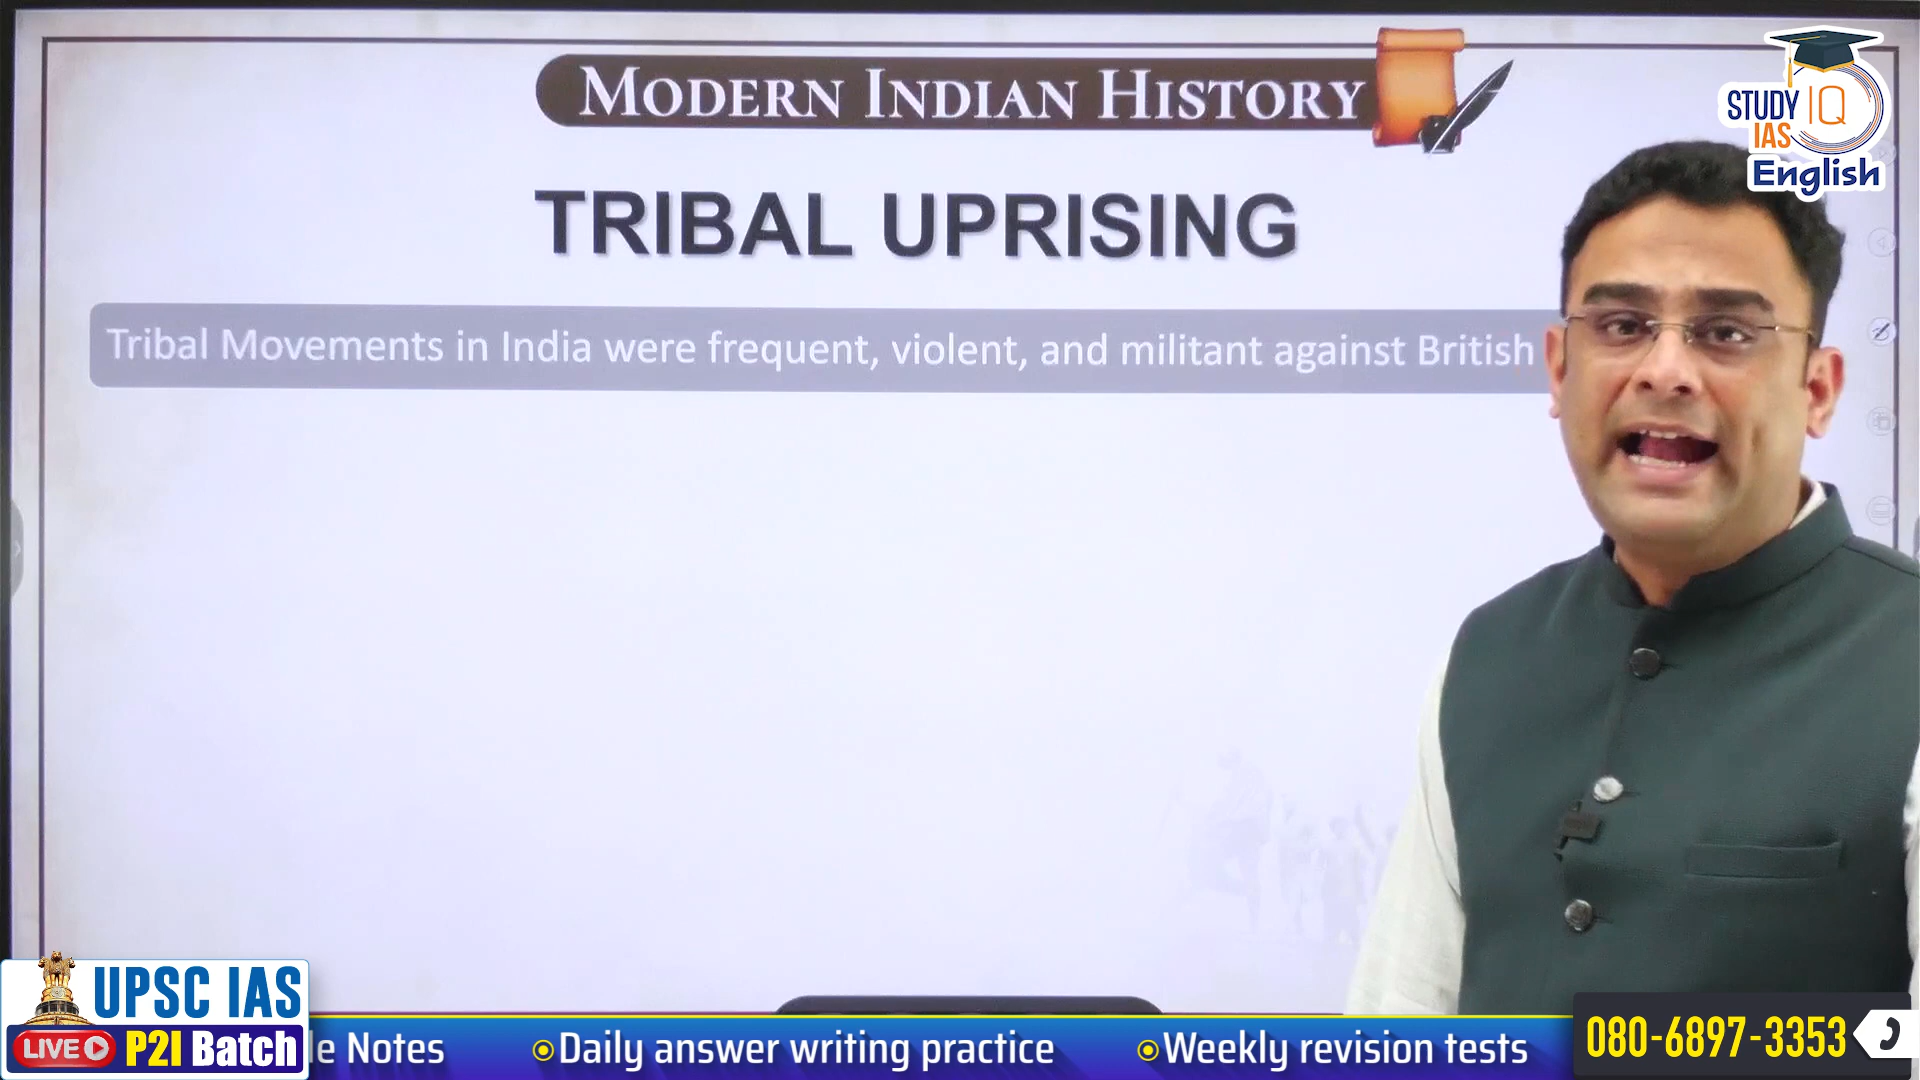 MODERN INDIAN HISTORY
STUDY IQ
IAS
English
TRIBAL UPRISING
Tribal Movements in India were frequent, violent, and militant against British
UPSC IAS
LIVE P2I Batch
le Notes
Daily answer writing practice
Weekly revision tests
080-6897-3353